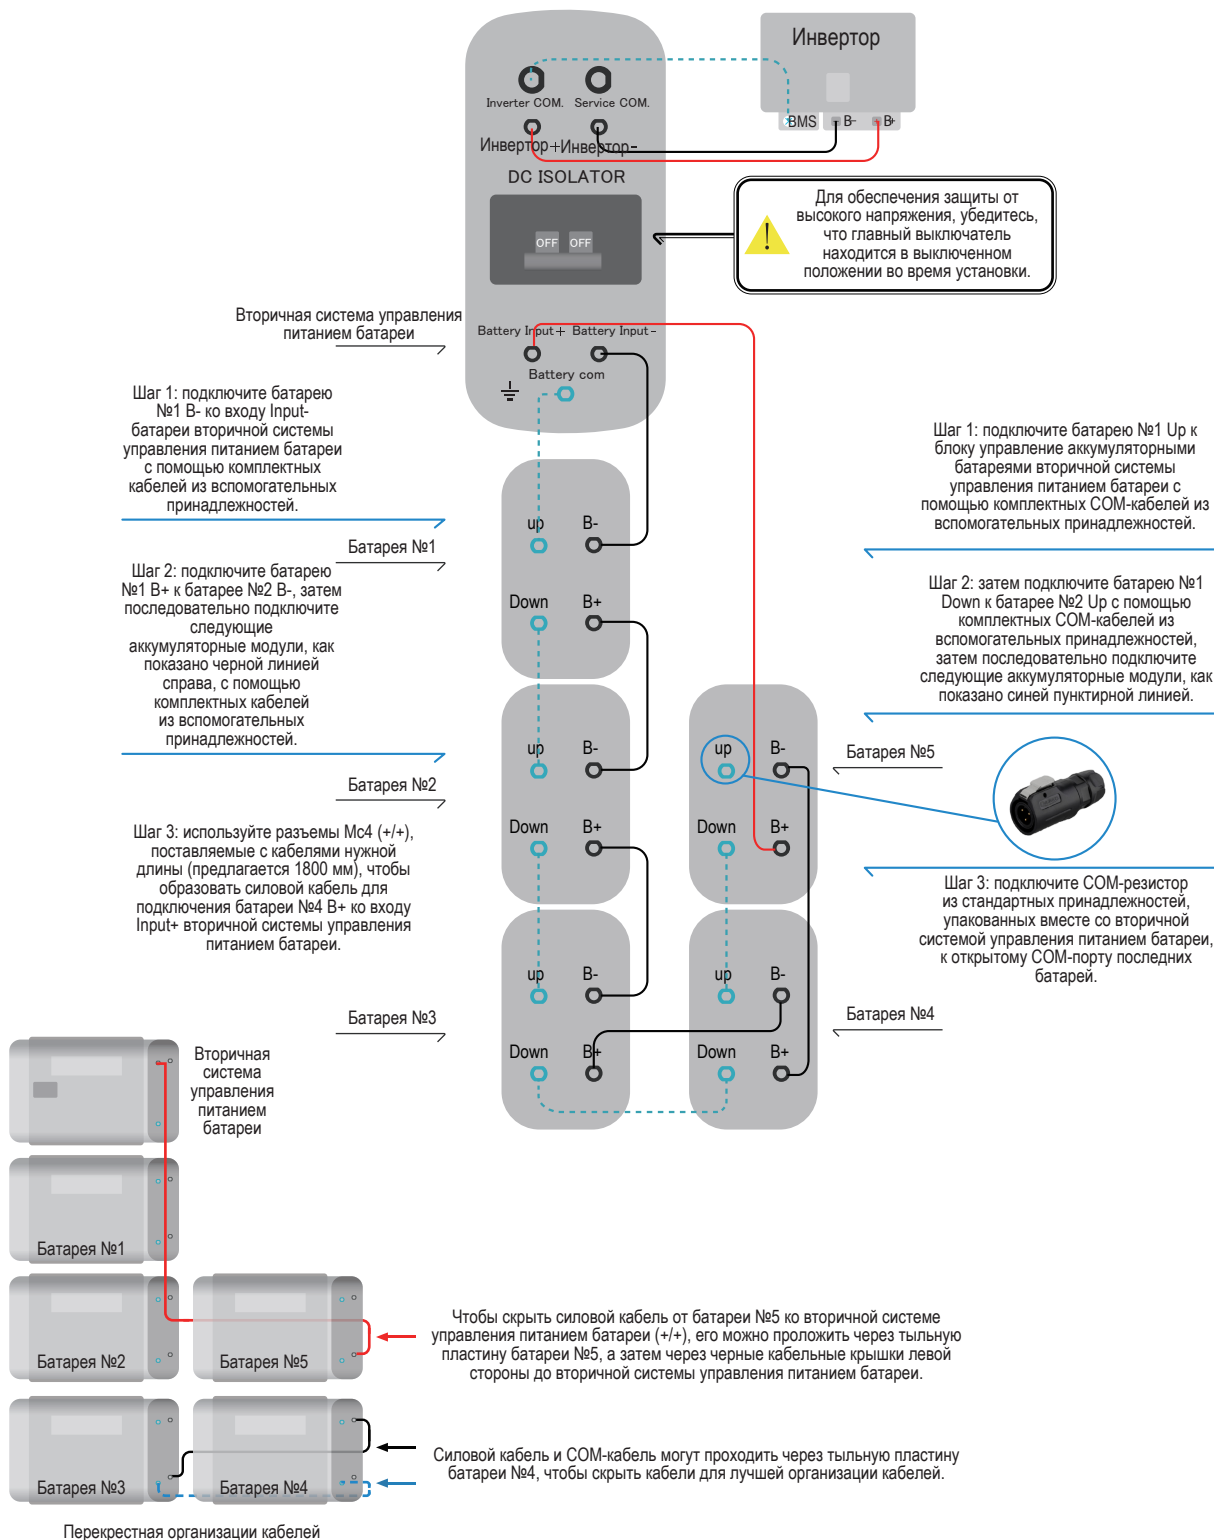 Инвертор
Inverter COM. Service COM.
BMS B- B+
Инвертор+ Инвертор-
DC ISOLATOR
OFF OFF
Для обеспечения защиты от
высокого напряжения, убедитесь,
что главный выключатель
находится в выключенном
положении во время установки.
Вторичная система управления
питанием батареи
Battery Input+ Battery Input-
Battery com
Шаг 1: подключите батарею
№1 B- ко входу Input-
батареи вторичной системы
управления питанием батареи
с помощью комплектных
кабелей из вспомогательных
принадлежностей.
Батарея №1
Шаг 2: подключите батарею
№1 B+ к батарее №2 B-, затем
последовательно подключите
следующие
аккумуляторные модули, как
показано черной линией
справа, с помощью
комплектных кабелей
из вспомогательных
принадлежностей.
Батарея №2
Шаг 3: используйте разъемы Mc4 (+/+),
поставляемые с кабелями нужной
длины (предлагается 1800 мм), чтобы
образовать силовой кабель для
подключения батареи №4 B+ ко входу
Input+ вторичной системы управления
питанием батареи.
Батарея №3
up B-
Down B+
up B-
Down B+
up B-
Down B+
up B-
Down B+
up B-
Down B+
Шаг 1: подключите батарею №1 Up к
блоку управление аккумуляторными
батареями вторичной системы
управления питанием батареи с
помощью комплектных COM-кабелей из
вспомогательных принадлежностей.
Шаг 2: затем подключите батарею №1
Down к батарее №2 Up с помощью
комплектных COM-кабелей из
вспомогательных принадлежностей,
затем последовательно подключите
следующие аккумуляторные модули, как
показано синей пунктирной линией.
Батарея №5
Шаг 3: подключите COM-резистор
из стандартных принадлежностей,
упакованных вместе со вторичной
системой управления питанием батареи,
к открытому COM-порту последних
батарей.
Батарея №4
Вторичная
система
управления
питанием
батареи
Батарея №1
Батарея №2 Батарея №5
Чтобы скрыть силовой кабель от батареи №5 ко вторичной системе
управления питанием батареи (+/+), его можно проложить через тыльную
пластину батареи №5, а затем через черные кабельные крышки левой
стороны до вторичной системы управления питанием батареи.
Батарея №3 Батарея №4
Силовой кабель и COM-кабель могут проходить через тыльную пластину
батареи №4, чтобы скрыть кабели для лучшей организации кабелей.
Перекрестная организации кабелей